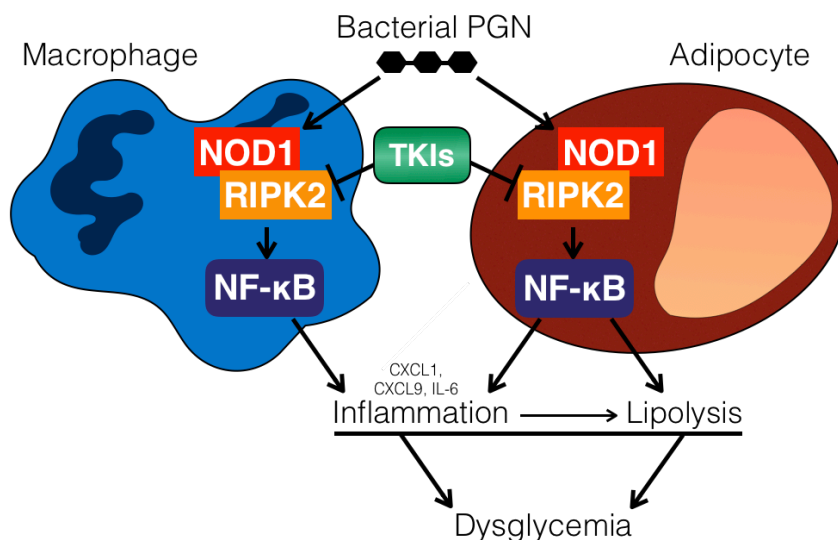 Bacterial PGN
Macrophage
Adipocyte
NOD1
TKIs
NOD1
RIPK2
RIPK2
NF-κB
NF-κB
CXCL1,
CXCL9, IL-6
Inflammation
Lipolysis
Dysglycemia